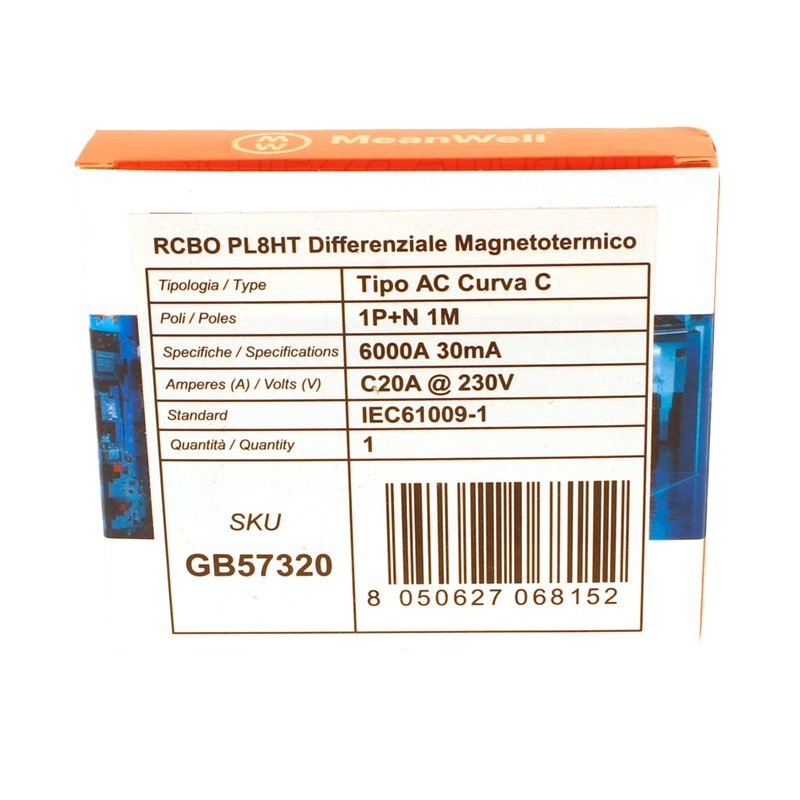 MW MeanWell
RCBO PL8HT Differenziale Magnetotermico
Tipologia / Type Tipo AC Curva C
Poli / Poles 1P+N 1M
Specifiche / Specifications 6000A 30mA
Amperes (A) / Volts (V) C20A @ 230V
Standard IEC61009-1
Quantità / Quantity 1
SKU
GB57320
8 050627 068152